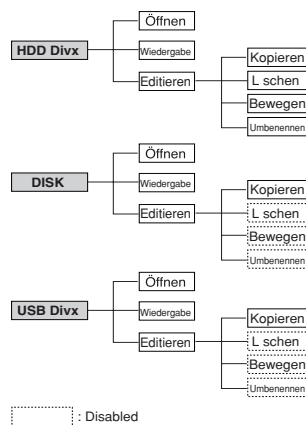 Öffnen
HDD Divx
Wiedergabe
Editieren
Kopieren
L schen
Bewegen
Umbenennen
Öffnen
DISK
Wiedergabe
Editieren
Kopieren
L schen
Bewegen
Umbenennen
Öffnen
USB Divx
Wiedergabe
Editieren
Kopieren
L schen
Bewegen
Umbenennen
: Disabled